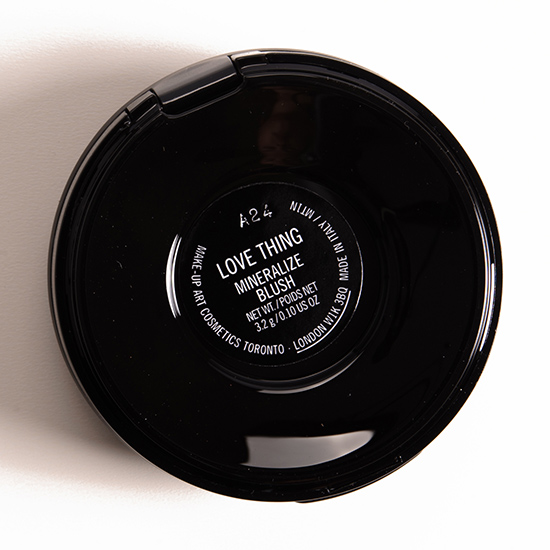 A24
LOVE THING
MINERALIZE
BLUSH
NET WT./POIDS NET
3.2 g/0.10 US OZ
MAKE-UP ART COSMETICS TORONTO · LONDON W1K 3BQ MADE IN ITALY / MT1N